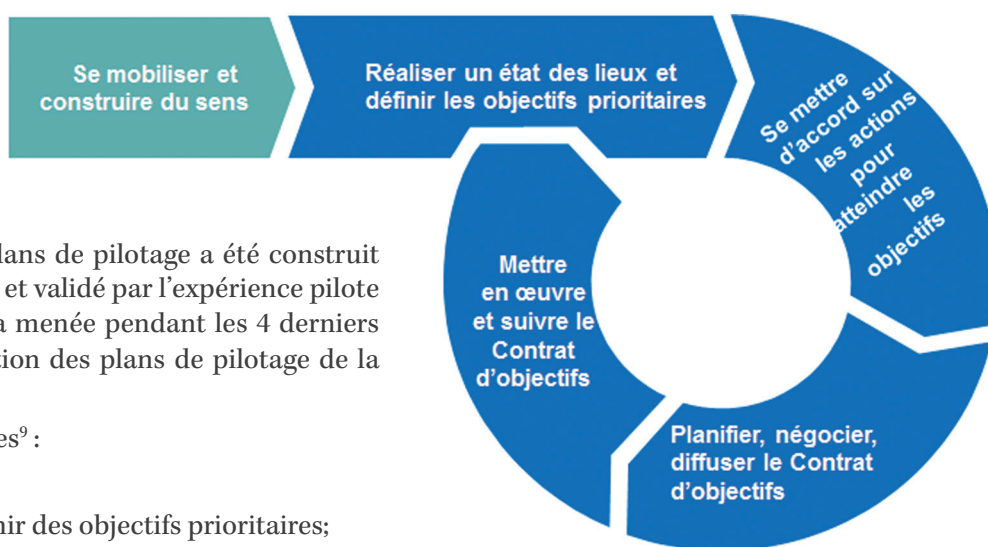 Se mobiliser et
construire du sens
Réaliser un état des lieux et
définir les objectifs prioritaires
Se mettre
d'accord sur
les actions
pour
atteindre
les
objectifs
Planifier, négocier,
diffuser le Contrat
d'objectifs
Mettre
en œuvre
et suivre le
Contrat
d'objectifs
lans de pilotage a été construit
et validé par l'expérience pilote
a menée pendant les 4 derniers
tion des plans de pilotage de la
es⁹ :
nir des objectifs prioritaires;